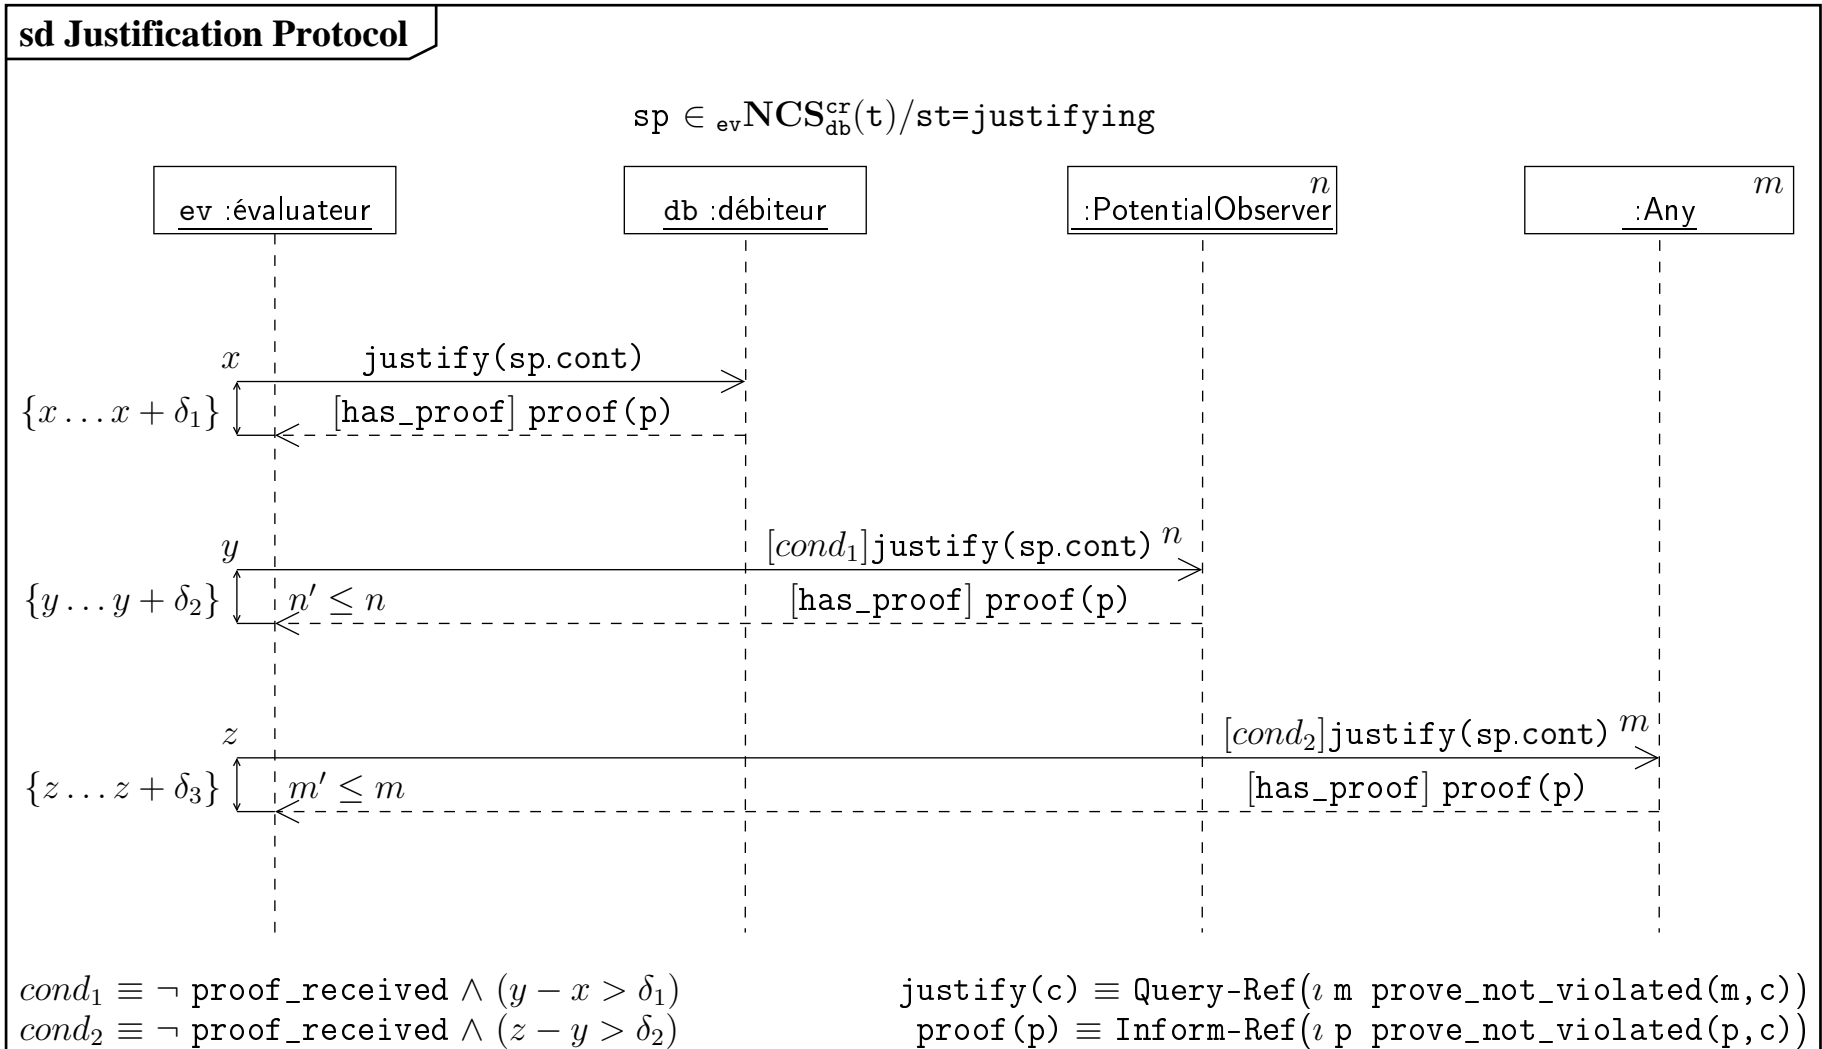 sd Justification Protocol
sp ∈ ₑᵥNCS^cr_db(t)/st=justifying
ev :évaluateur
db :débiteur
n
:PotentialObserver
m
:Any
x
justify(sp.cont)
{x…x + δ₁}
[has_proof] proof(p)
y
[cond₁]justify(sp.cont) n
{y…y + δ₂}
n′ ≤ n
[has_proof] proof(p)
z
[cond₂]justify(sp.cont) m
{z…z + δ₃}
m′ ≤ m
[has_proof] proof(p)
cond₁ ≡ ¬ proof_received ∧ (y − x > δ₁)
justify(c) ≡ Query-Ref(ı m prove_not_violated(m,c))
cond₂ ≡ ¬ proof_received ∧ (z − y > δ₂)
proof(p) ≡ Inform-Ref(ı p prove_not_violated(p,c))